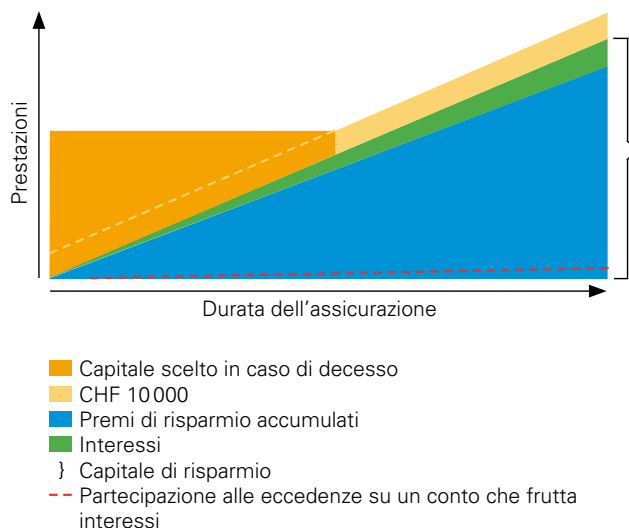 Prestazioni
Durata dell'assicurazione
Capitale scelto in caso di decesso
CHF 10 000
Premi di risparmio accumulati
Interessi
} Capitale di risparmio
Partecipazione alle eccedenze su un conto che frutta
interessi